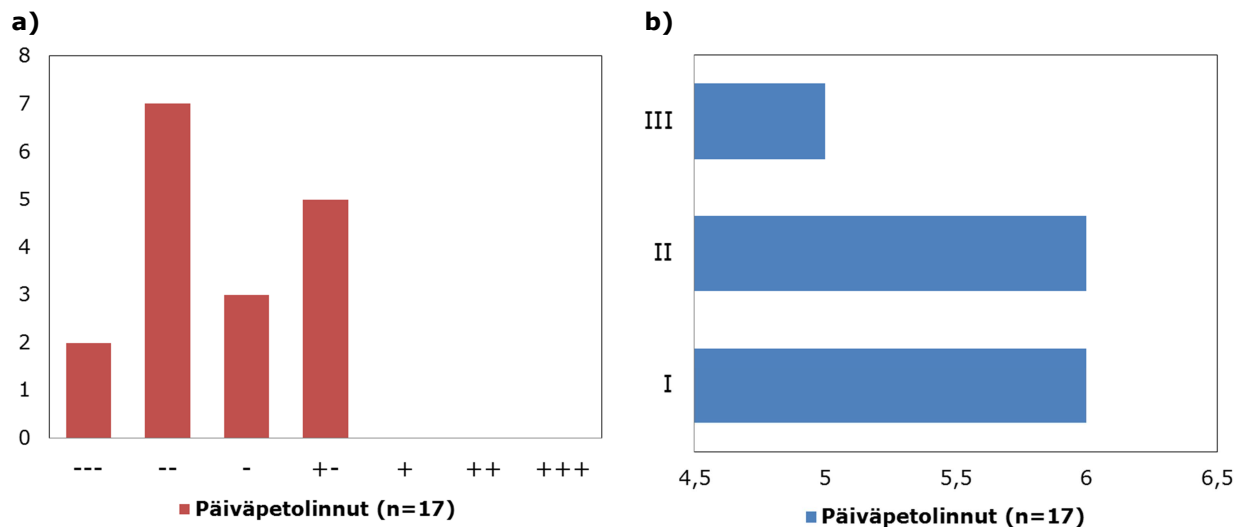 a)
8
7
6
5
4
3
2
1
0
--- -- - +- + ++ +++
Päiväpetolinnut (n=17)
b)
III
II
I
4,5 5 5,5 6 6,5
Päiväpetolinnut (n=17)